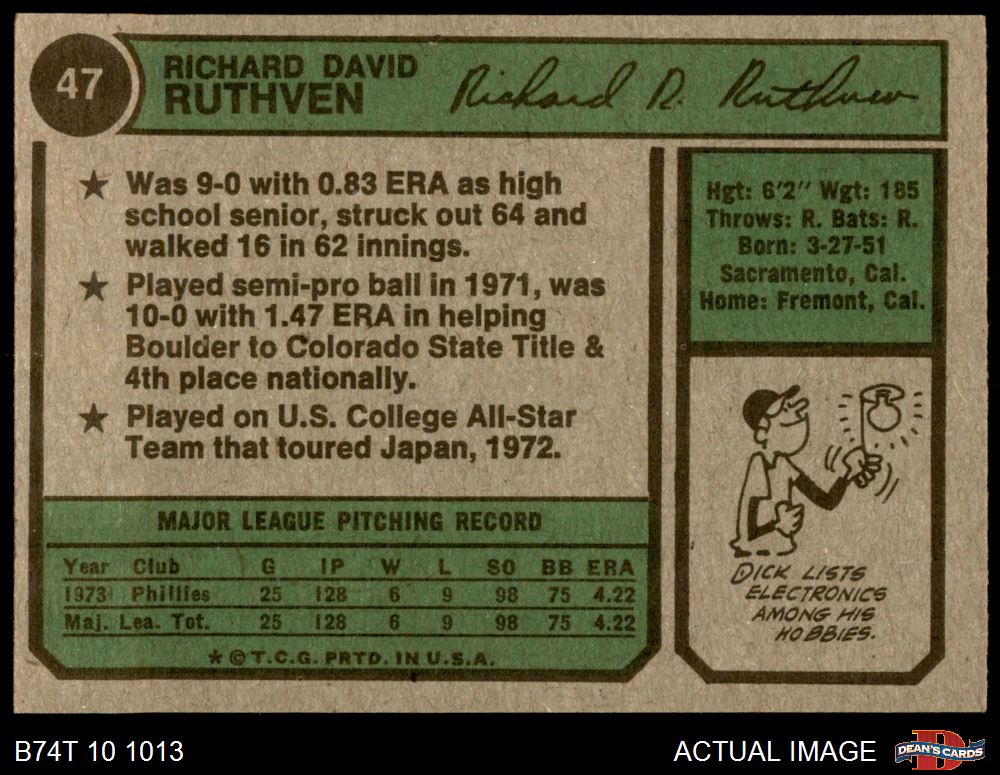 47
RICHARD DAVID
RUTHVEN
Richard D. Ruthven
★ Was 9-0 with 0.83 ERA as high
school senior, struck out 64 and
walked 16 in 62 innings.
★ Played semi-pro ball in 1971, was
10-0 with 1.47 ERA in helping
Boulder to Colorado State Title &
4th place nationally.
★ Played on U.S. College All-Star
Team that toured Japan, 1972.
Hgt: 6'2" Wgt: 185
Throws: R. Bats: R.
Born: 3-27-51
Sacramento, Cal.
Home: Fremont, Cal.
DICK LISTS
ELECTRONICS
AMONG HIS
HOBBIES.
MAJOR LEAGUE PITCHING RECORD
Year Club G IP W L SO BB ERA
1973 Phillies 25 128 6 9 98 75 4.22
Maj. Lea. Tot. 25 128 6 9 98 75 4.22
* © T.C.G. PRTD. IN U.S.A.
B74T 10 1013
ACTUAL IMAGE
D
DEAN'S CARDS